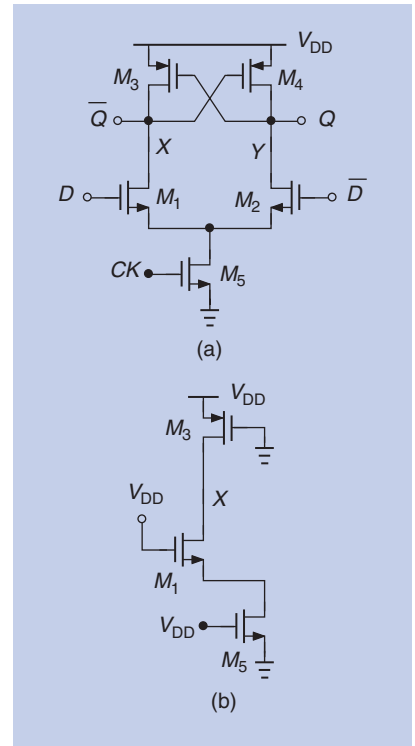 V_DD
M_3 M_4
Q̅ Q
X Y
D M_1 M_2 D̅
CK M_5
(a)
V_DD
M_3
V_DD X
M_1
V_DD M_5
(b)